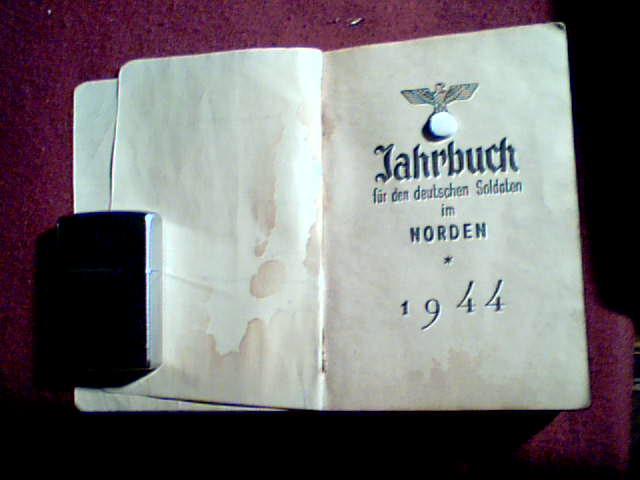 Jahrbuch
für den deutschen Soldaten
im
NORDEN
*
1944